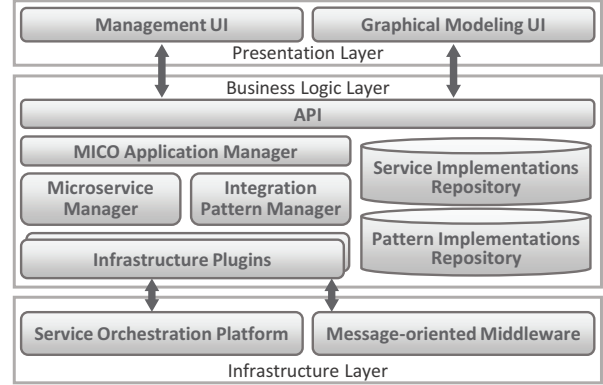 Management UI
Graphical Modeling UI
Presentation Layer
Business Logic Layer
API
MICO Application Manager
Microservice
Manager
Integration
Pattern Manager
Service Implementations
Repository
Pattern Implementations
Repository
Infrastructure Plugins
Service Orchestration Platform
Message-oriented Middleware
Infrastructure Layer